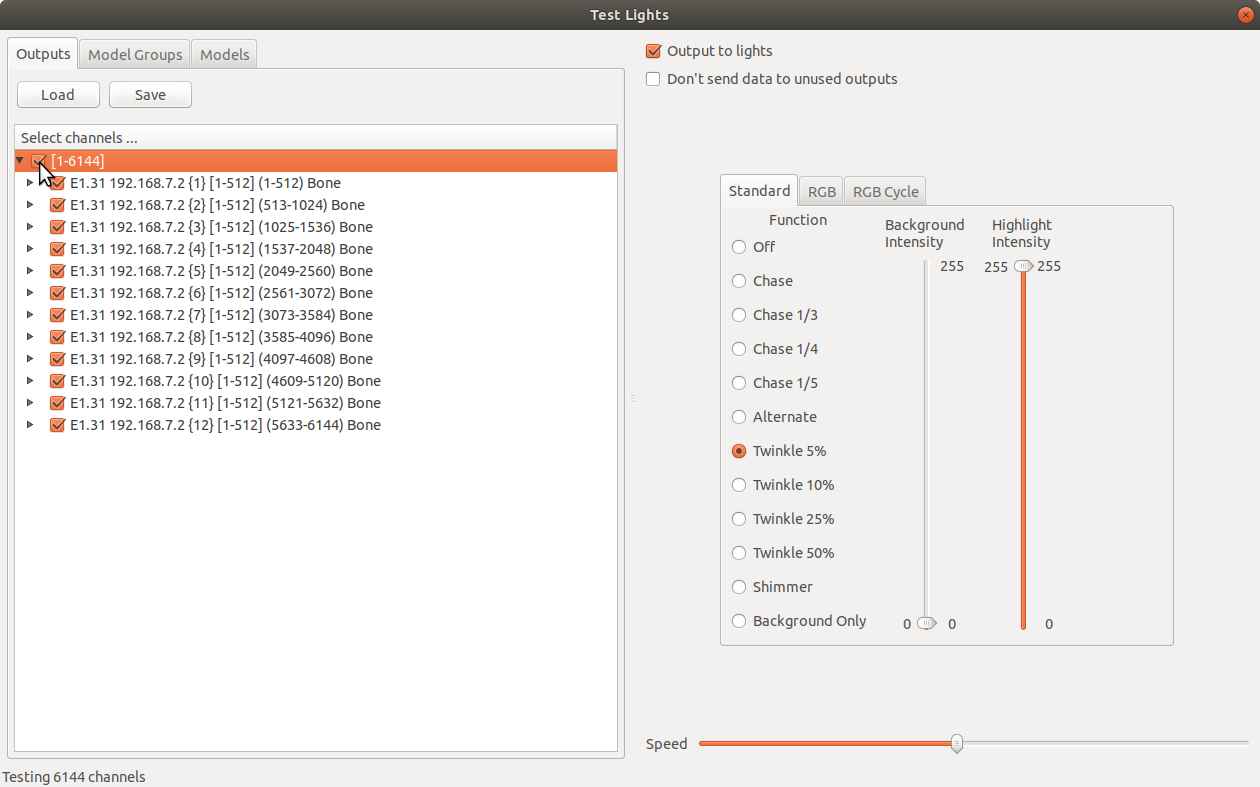 Test Lights
Outputs Model Groups Models
Load Save
Select channels ...
[1-6144]
E1.31 192.168.7.2 {1} [1-512] (1-512) Bone
E1.31 192.168.7.2 {2} [1-512] (513-1024) Bone
E1.31 192.168.7.2 {3} [1-512] (1025-1536) Bone
E1.31 192.168.7.2 {4} [1-512] (1537-2048) Bone
E1.31 192.168.7.2 {5} [1-512] (2049-2560) Bone
E1.31 192.168.7.2 {6} [1-512] (2561-3072) Bone
E1.31 192.168.7.2 {7} [1-512] (3073-3584) Bone
E1.31 192.168.7.2 {8} [1-512] (3585-4096) Bone
E1.31 192.168.7.2 {9} [1-512] (4097-4608) Bone
E1.31 192.168.7.2 {10} [1-512] (4609-5120) Bone
E1.31 192.168.7.2 {11} [1-512] (5121-5632) Bone
E1.31 192.168.7.2 {12} [1-512] (5633-6144) Bone
Output to lights
Don't send data to unused outputs
Standard RGB RGB Cycle
Function
Off
Chase
Chase 1/3
Chase 1/4
Chase 1/5
Alternate
Twinkle 5%
Twinkle 10%
Twinkle 25%
Twinkle 50%
Shimmer
Background Only
Background
Intensity
255
0 0
Highlight
Intensity
255 255
0
Speed
Testing 6144 channels